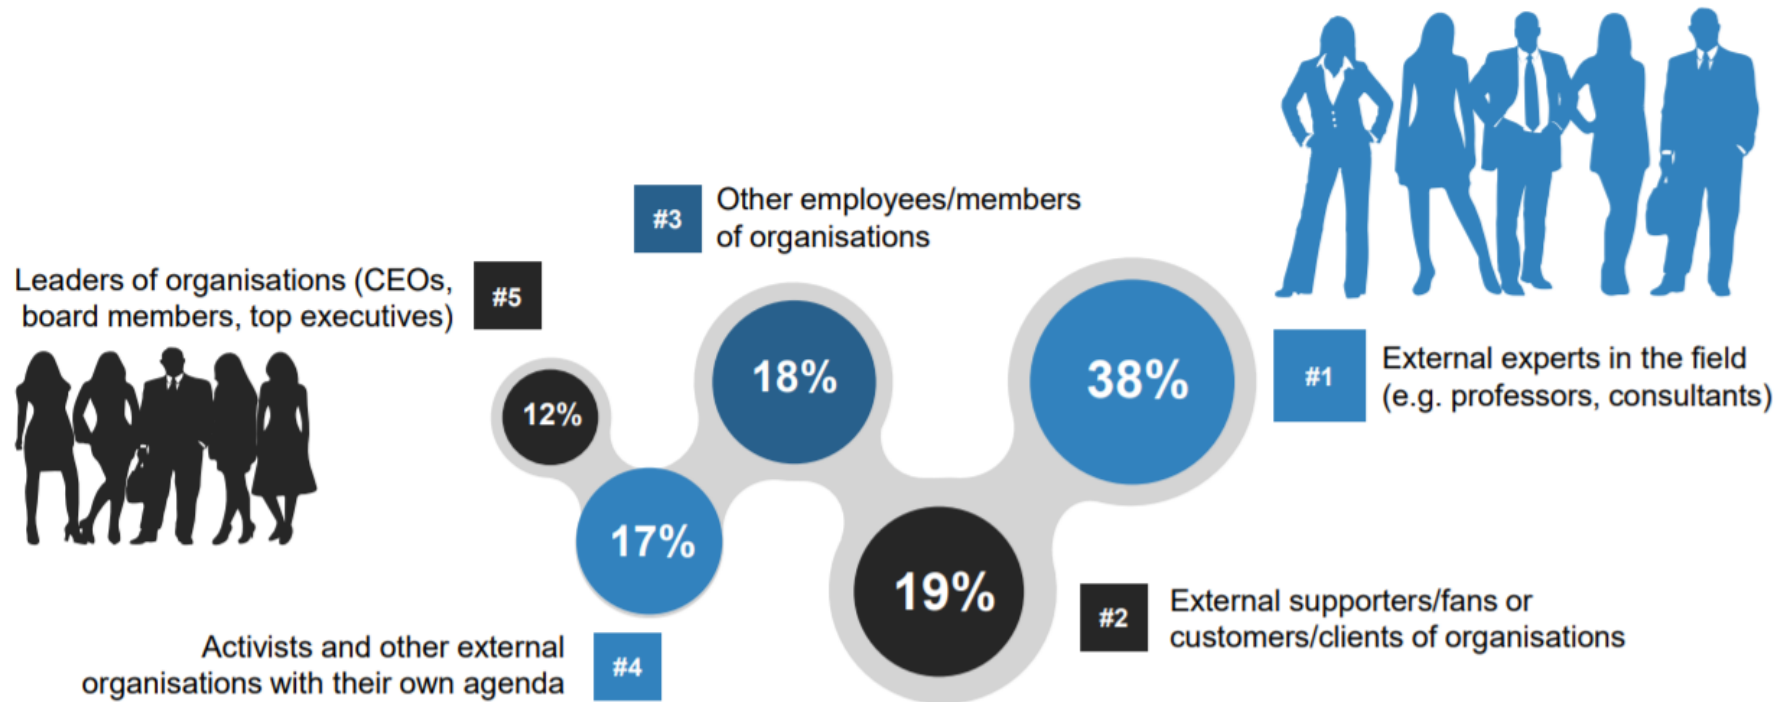 #3
Other employees/members
of organisations
Leaders of organisations (CEOs,
board members, top executives)
#5
12%
18%
38%
#1
External experts in the field
(e.g. professors, consultants)
17%
19%
#2
External supporters/fans or
customers/clients of organisations
Activists and other external
organisations with their own agenda
#4